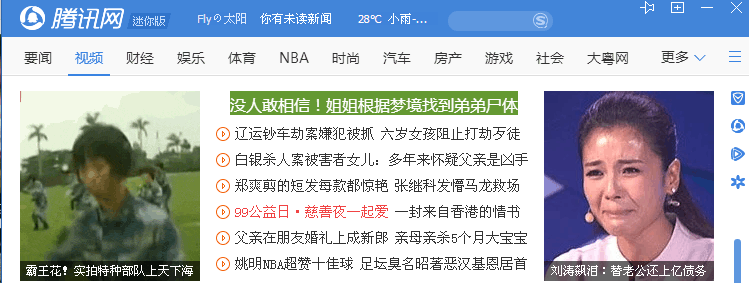 腾讯网 迷你版 Flyの太阳 你有未读新闻 28℃ 小雨-...
要闻 视频 财经 娱乐 体育 NBA 时尚 汽车 房产 游戏 社会 大粤网 更多
没人敢相信！姐姐根据梦境找到弟弟尸体
辽运钞车劫案嫌犯被抓 六岁女孩阻止打劫歹徒
白银杀人案被害者女儿：多年来怀疑父亲是凶手
郑爽剪的短发每款都惊艳 张继科发懵马龙救场
99公益日·慈善夜一起爱 一封来自香港的情书
父亲在朋友婚礼上成新郎 亲母亲杀5个月大宝宝
姚明NBA超赞十佳球 足坛臭名昭著恶汉基恩居首
霸王花！实拍特种部队上天下海
刘涛飙泪：替老公还上亿债务